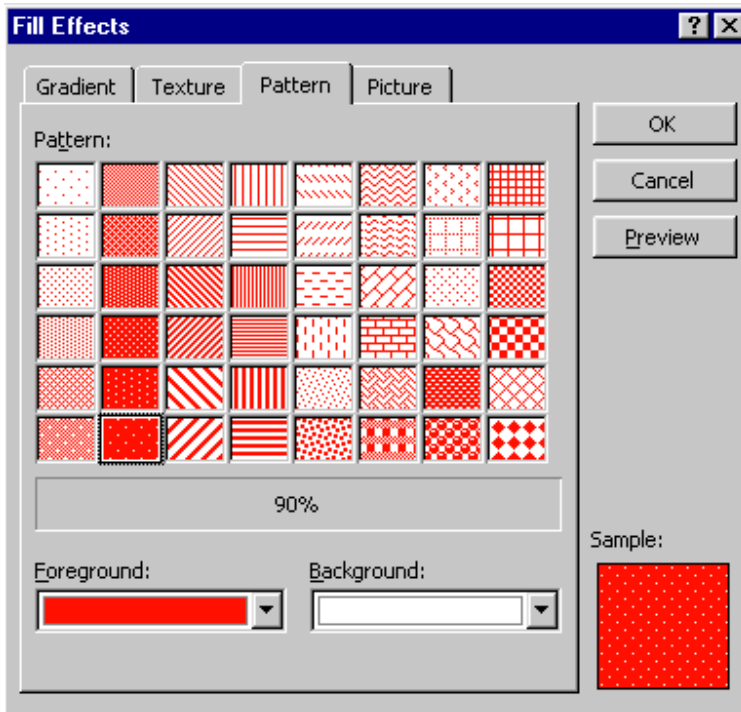 Fill Effects
Gradient Texture Pattern Picture
Pattern:
OK
Cancel
Preview
90%
Sample:
Foreground: Background: